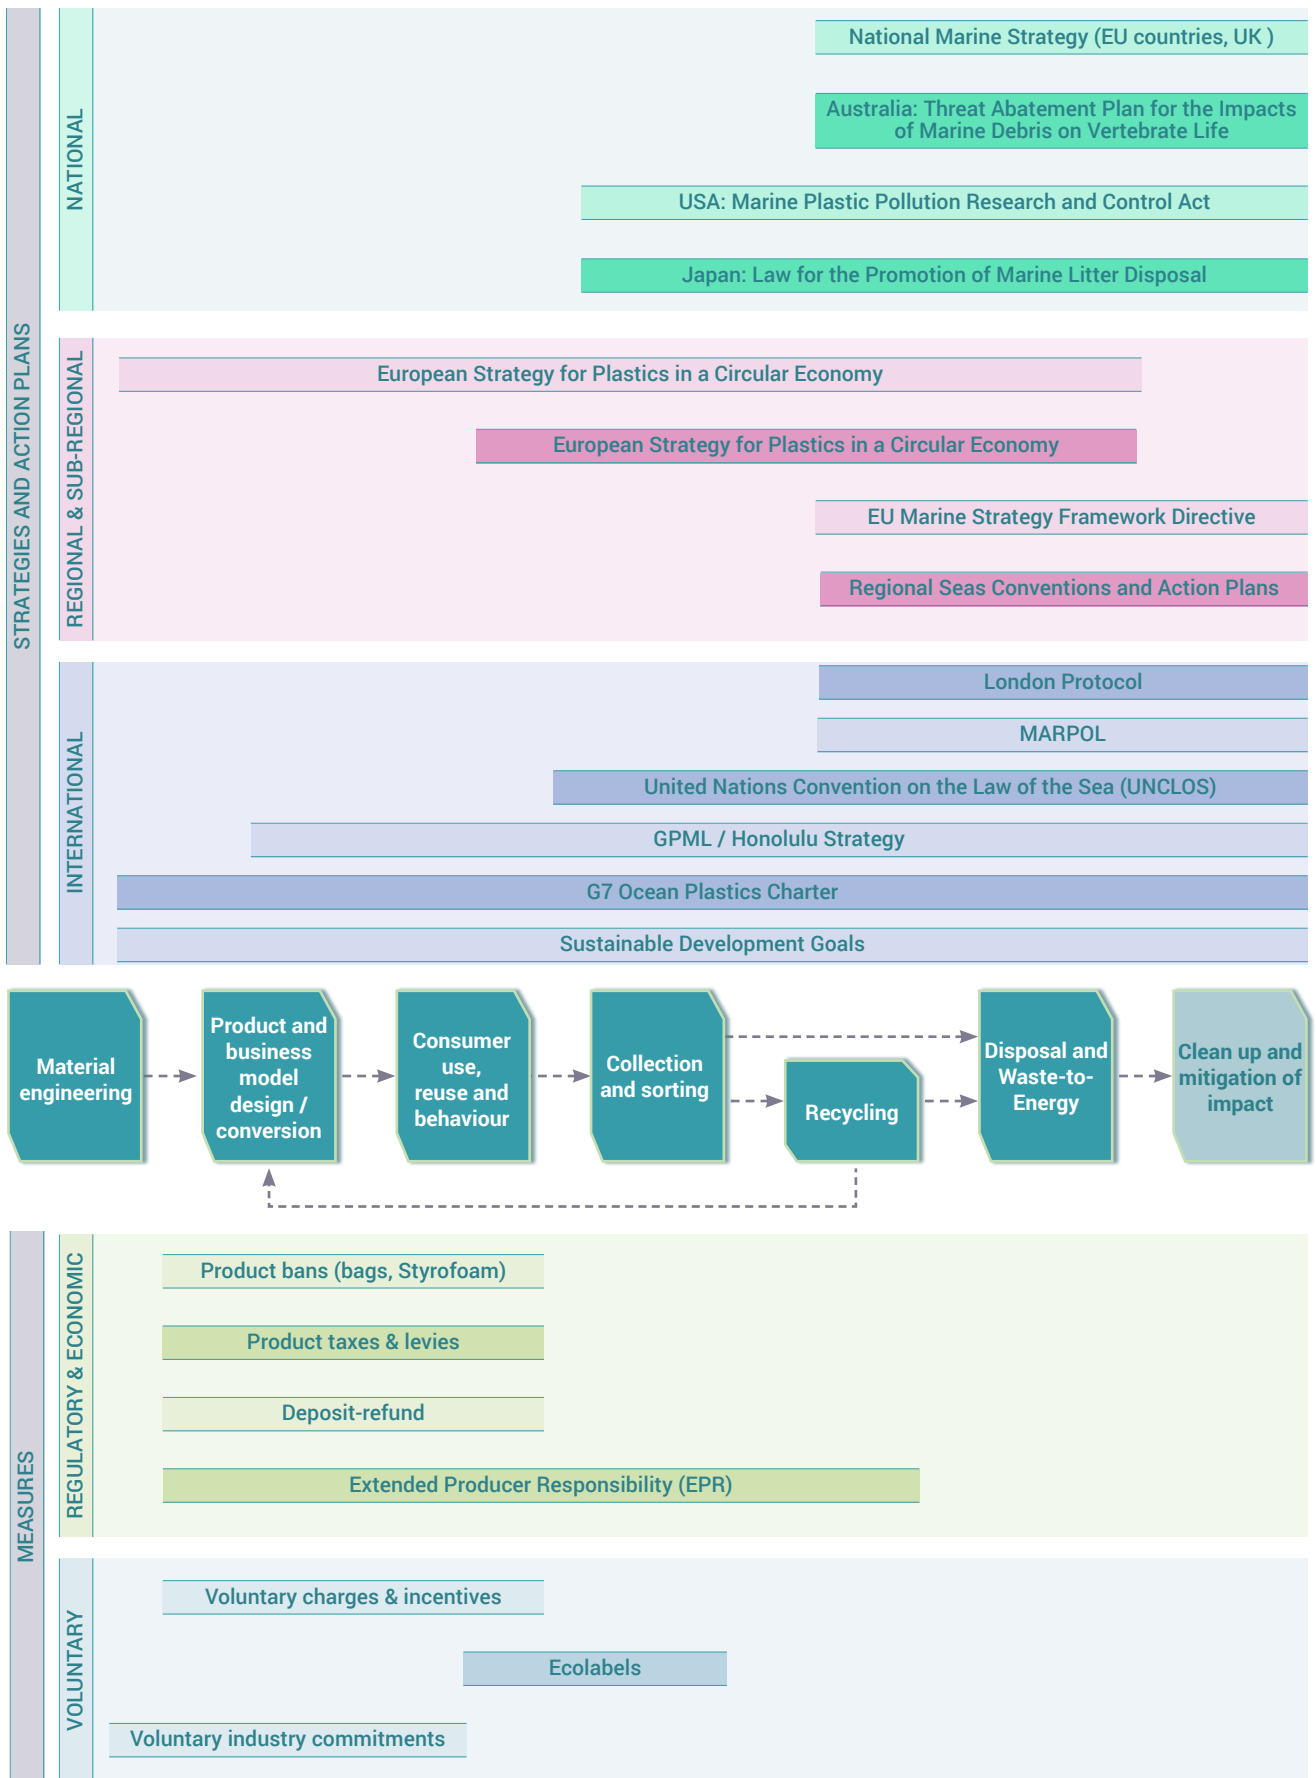 STRATEGIES AND ACTION PLANS
NATIONAL
National Marine Strategy (EU countries, UK )
Australia: Threat Abatement Plan for the Impacts
of Marine Debris on Vertebrate Life
USA: Marine Plastic Pollution Research and Control Act
Japan: Law for the Promotion of Marine Litter Disposal
REGIONAL & SUB-REGIONAL
European Strategy for Plastics in a Circular Economy
European Strategy for Plastics in a Circular Economy
EU Marine Strategy Framework Directive
Regional Seas Conventions and Action Plans
INTERNATIONAL
London Protocol
MARPOL
United Nations Convention on the Law of the Sea (UNCLOS)
GPML / Honolulu Strategy
G7 Ocean Plastics Charter
Sustainable Development Goals
Material
engineering
Product and
business
model
design /
conversion
Consumer
use,
reuse and
behaviour
Collection
and sorting
Recycling
Disposal and
Waste-to-
Energy
Clean up and
mitigation of
impact
MEASURES
REGULATORY & ECONOMIC
Product bans (bags, Styrofoam)
Product taxes & levies
Deposit-refund
Extended Producer Responsibility (EPR)
VOLUNTARY
Voluntary charges & incentives
Ecolabels
Voluntary industry commitments